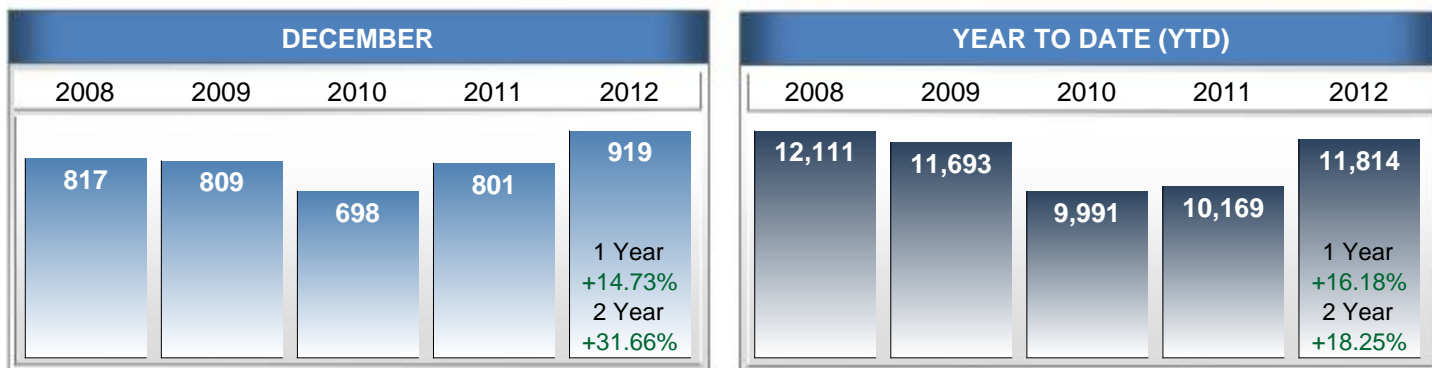 DECEMBER
2008 2009 2010 2011 2012
817 809 698 801 919
1 Year
+14.73%
2 Year
+31.66%
YEAR TO DATE (YTD)
2008 2009 2010 2011 2012
12,111 11,693 9,991 10,169 11,814
1 Year
+16.18%
2 Year
+18.25%